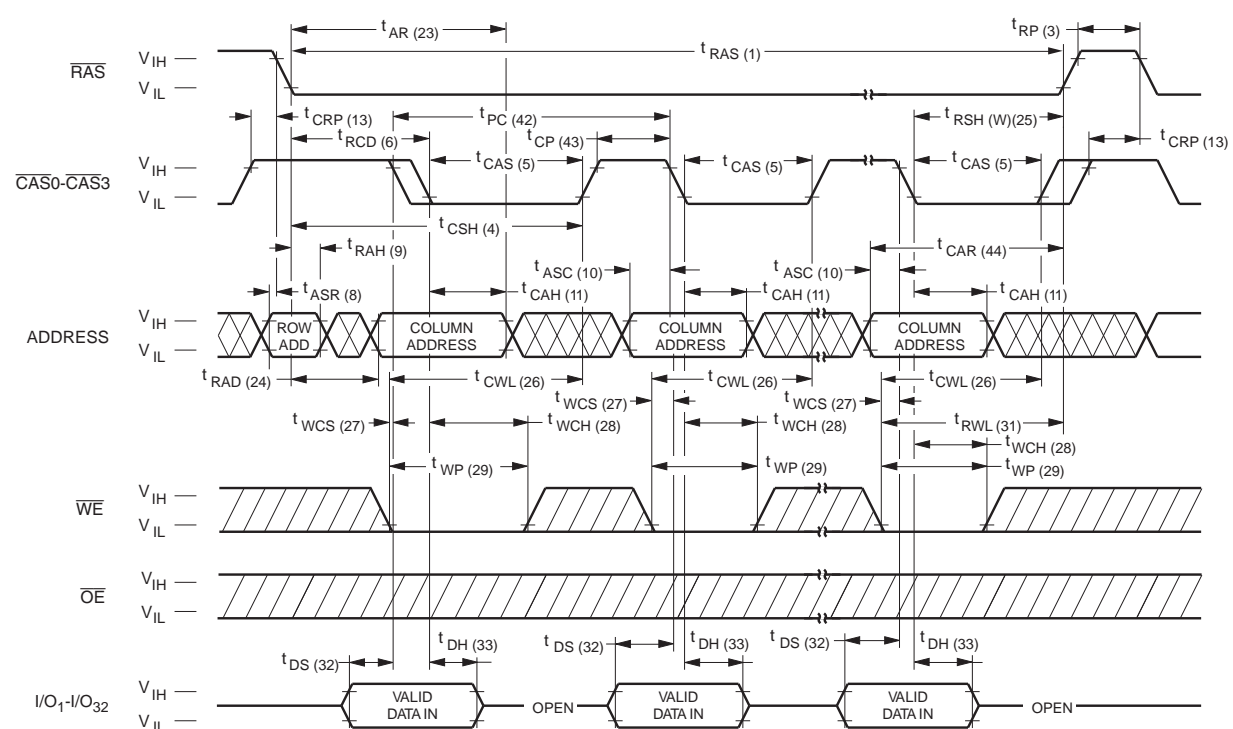 t AR (23)
t RP (3)
t RAS (1)
RAS
V IH
V IL
t CRP (13)
t PC (42)
t RSH (W)(25)
t RCD (6)
t CP (43)
t CRP (13)
CAS0-CAS3
V IH
V IL
t CAS (5)
t CAS (5)
t CAS (5)
t CSH (4)
t RAH (9)
t CAR (44)
t ASC (10)
t ASC (10)
t ASR (8)
t CAH (11)
t CAH (11)
t CAH (11)
ADDRESS
V IH
V IL
ROW ADD
COLUMN ADDRESS
COLUMN ADDRESS
COLUMN ADDRESS
t RAD (24)
t CWL (26)
t CWL (26)
t CWL (26)
t WCS (27)
t WCS (27)
t WCS (27)
t WCH (28)
t WCH (28)
t RWL (31)
t WCH (28)
t WP (29)
t WP (29)
t WP (29)
WE
V IH
V IL
OE
V IH
V IL
t DS (32)
t DH (33)
t DS (32)
t DH (33)
t DS (32)
t DH (33)
I/O1-I/O32
V IH
V IL
VALID DATA IN
OPEN
VALID DATA IN
VALID DATA IN
OPEN